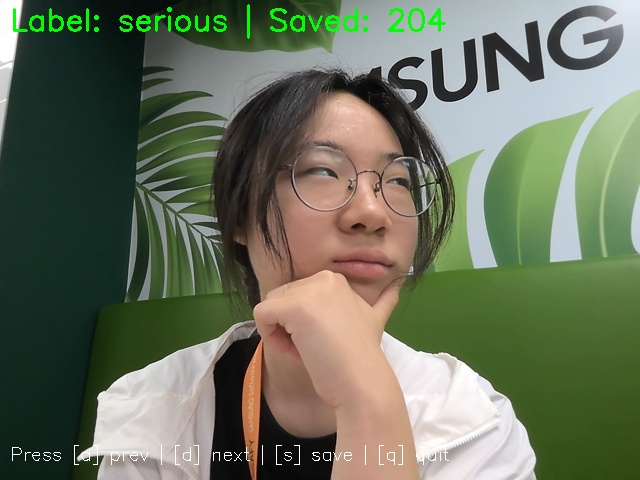 Label: serious | Saved: 204
SUNG
Press [a] prev | [d] next | [s] save | [q] quit